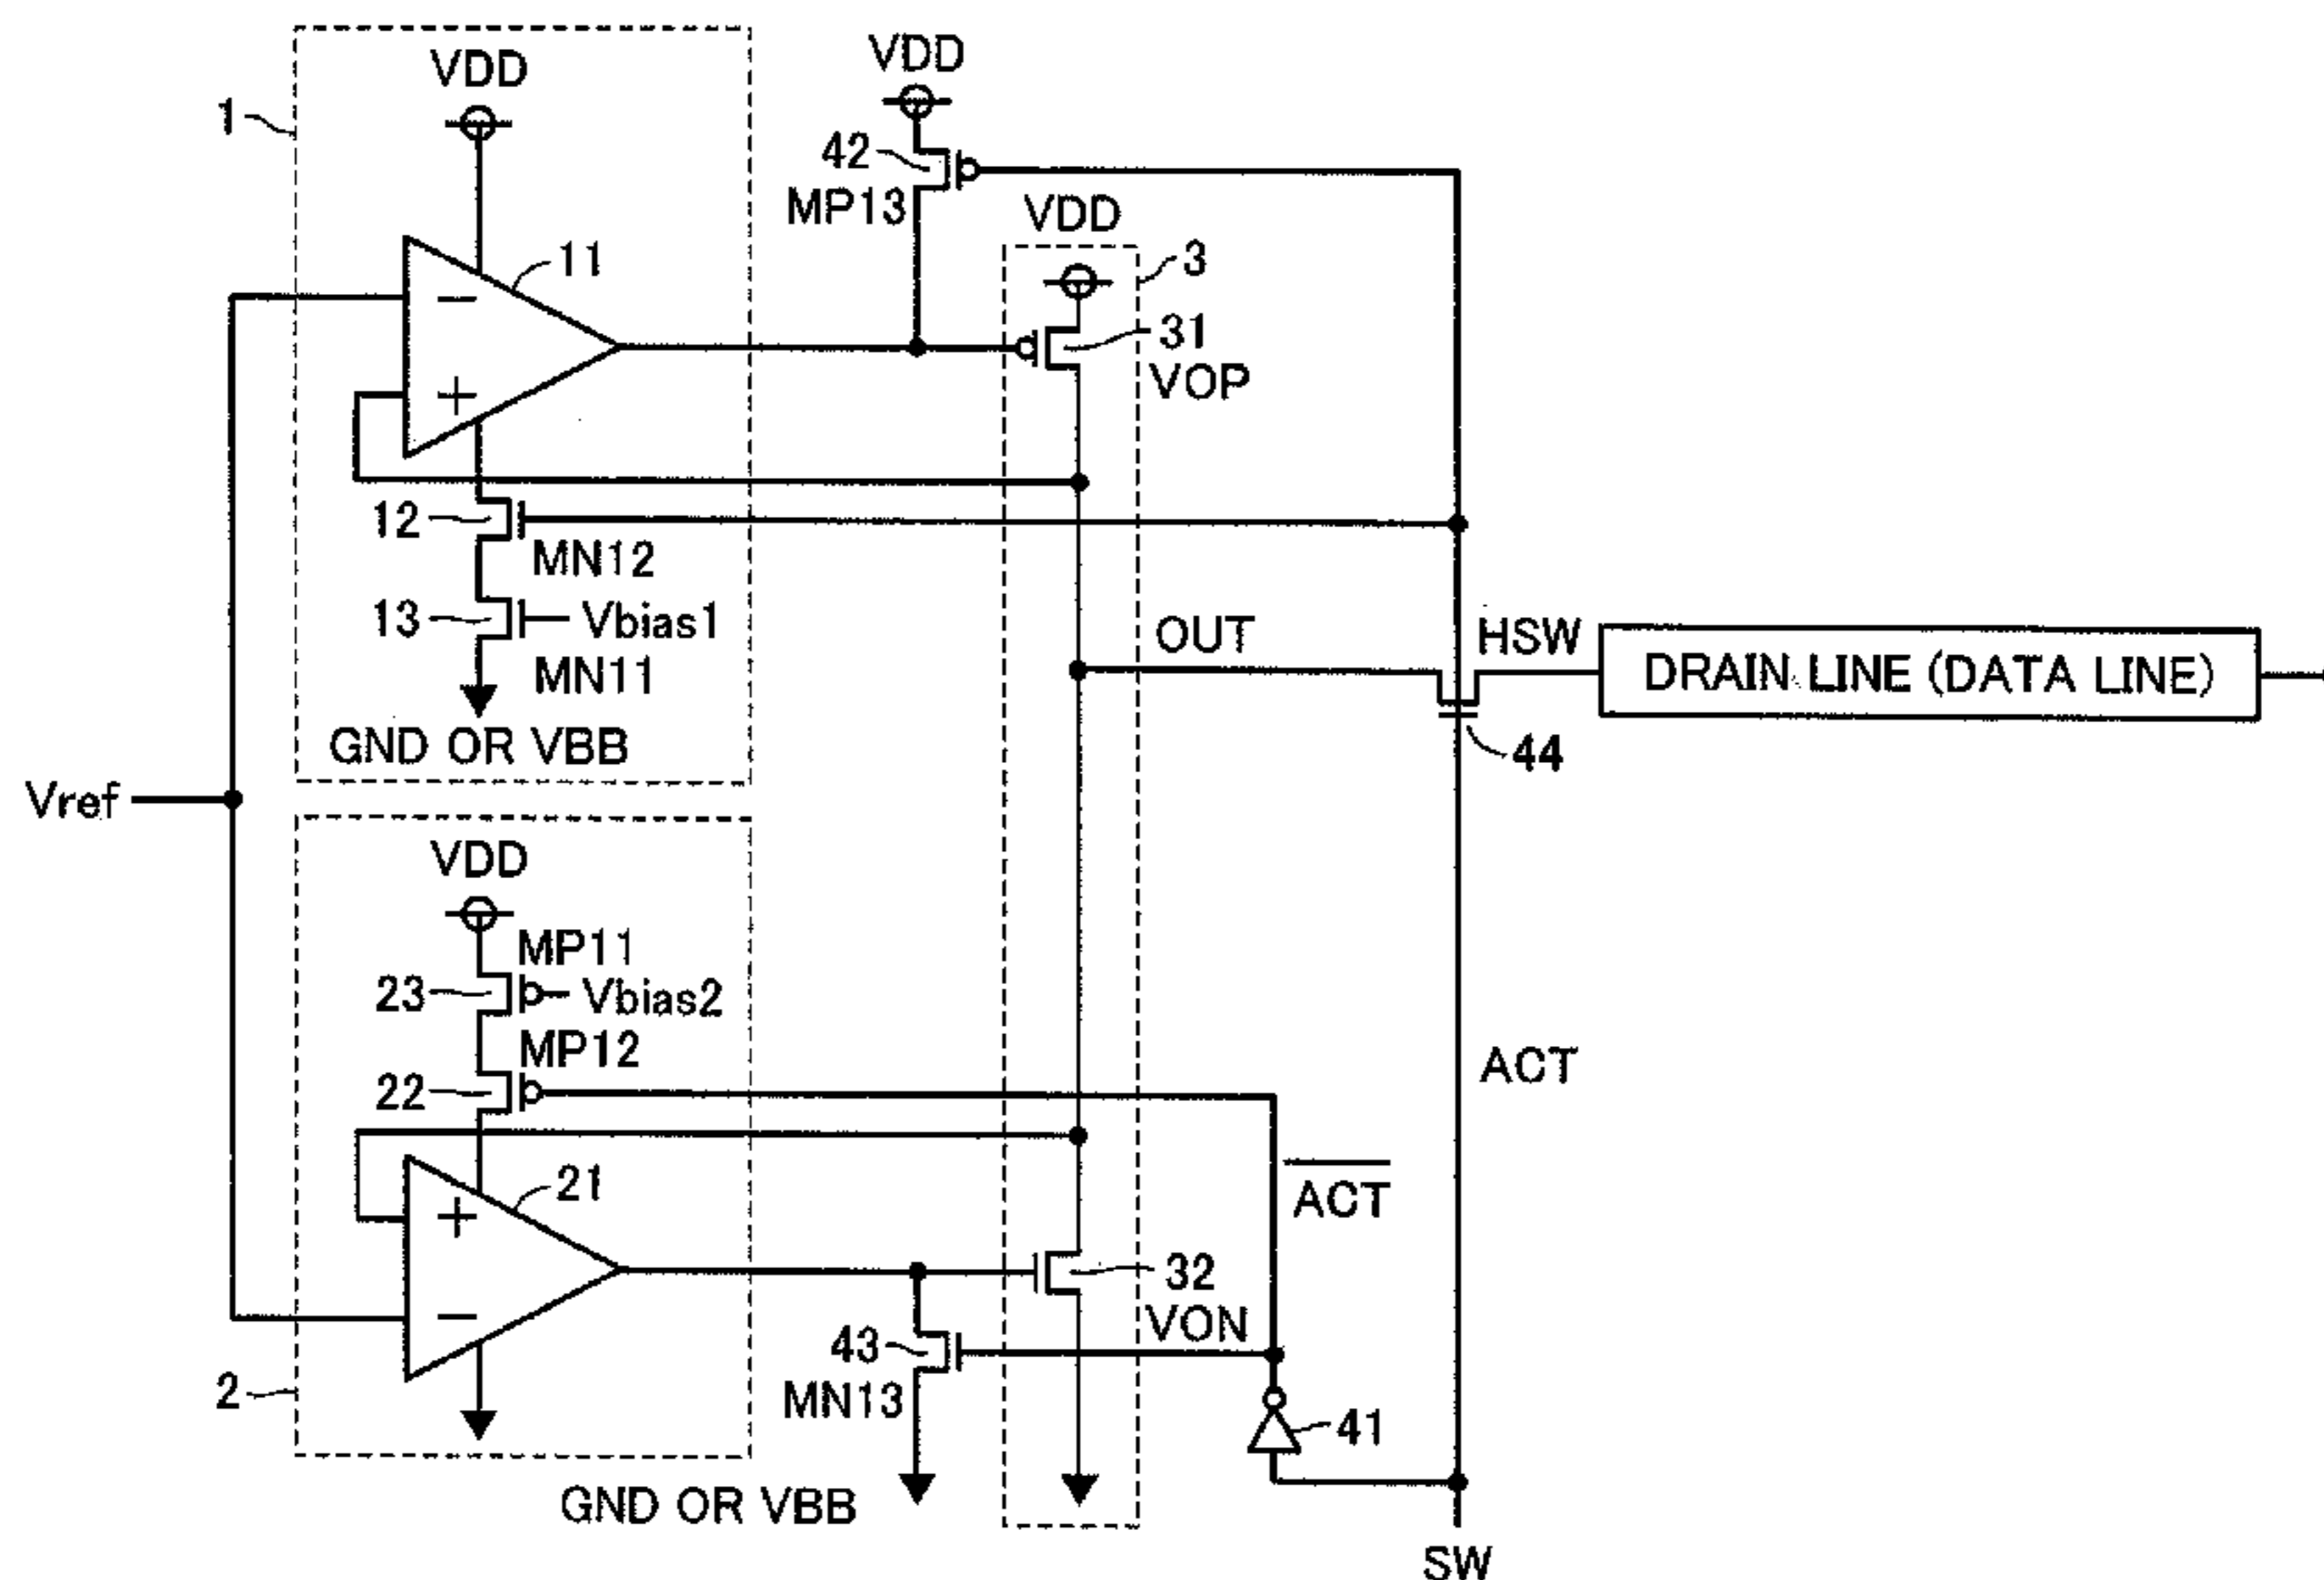 VDD
VDD
1
42
MP13
VDD
11
3
−
31
VOP
+
12
MN12
13
Vbias1
MN11
OUT
HSW
DRAIN LINE (DATA LINE)
GND OR VBB
44
Vref
VDD
MP11
23
Vbias2
MP12
22
ACT
ACT
21
+
32
VON
−
43
MN13
2
41
GND OR VBB
SW